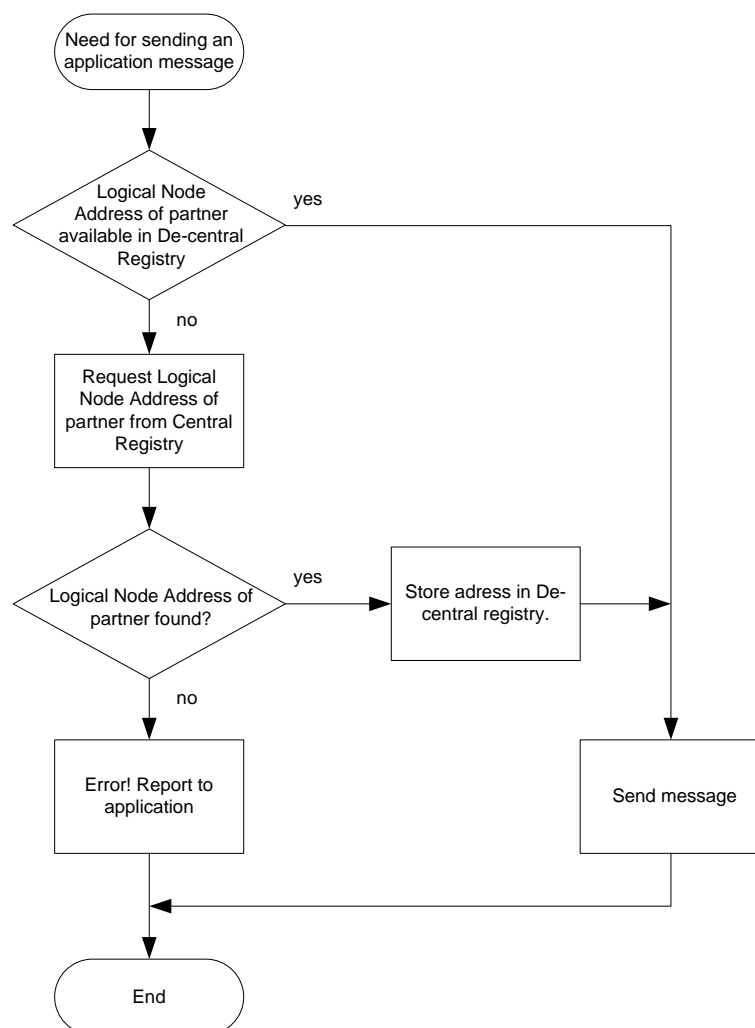 Need for sending an
application message
Logical Node
Address of partner
available in De-central
Registry
yes
no
Request Logical
Node Address of
partner from Central
Registry
Logical Node Address of
partner found?
yes
Store adress in De-
central registry.
no
Error! Report to
application
Send message
End